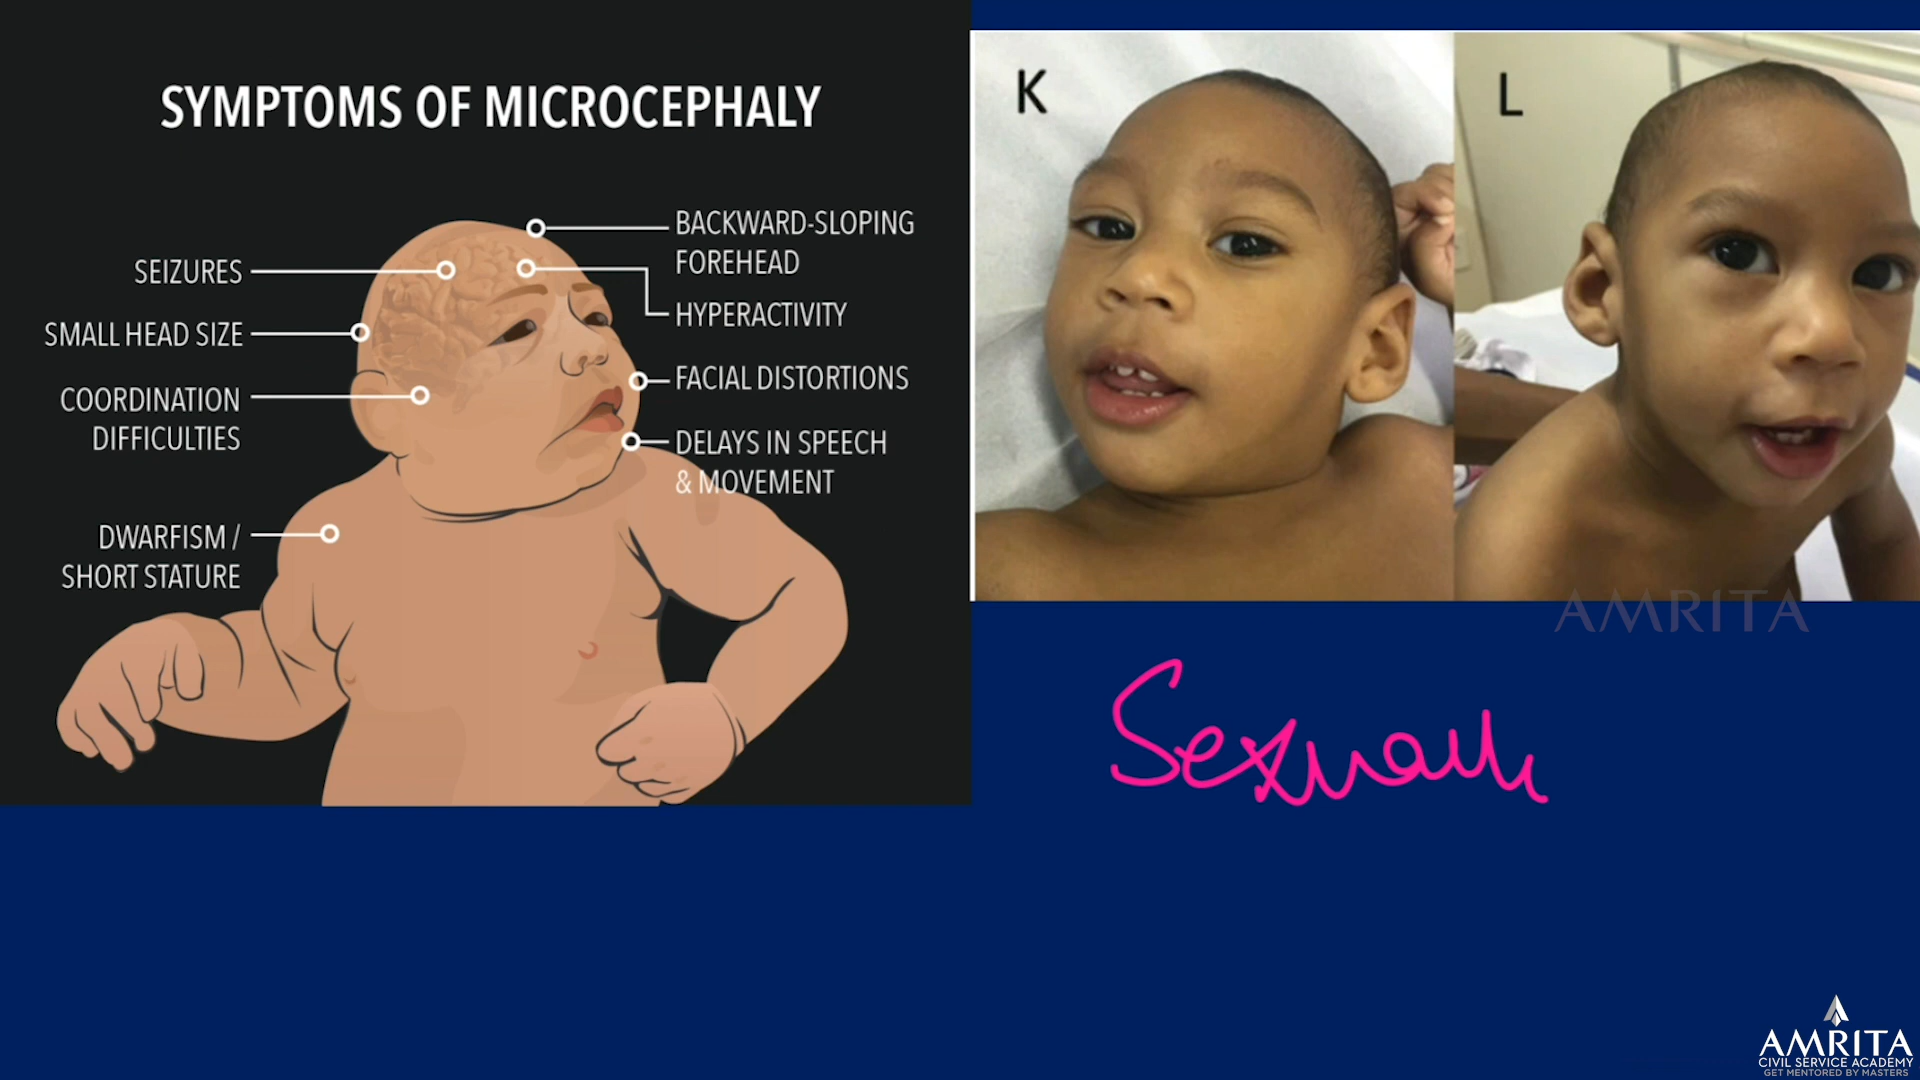 SYMPTOMS OF MICROCEPHALY
SEIZURES
SMALL HEAD SIZE
COORDINATION
DIFFICULTIES
DWARFISM /
SHORT STATURE
BACKWARD-SLOPING
FOREHEAD
HYPERACTIVITY
FACIAL DISTORTIONS
DELAYS IN SPEECH
& MOVEMENT
K
L
AMRITA
AMRITA
CIVIL SERVICE ACADEMY
GET MENTORED BY MASTERS